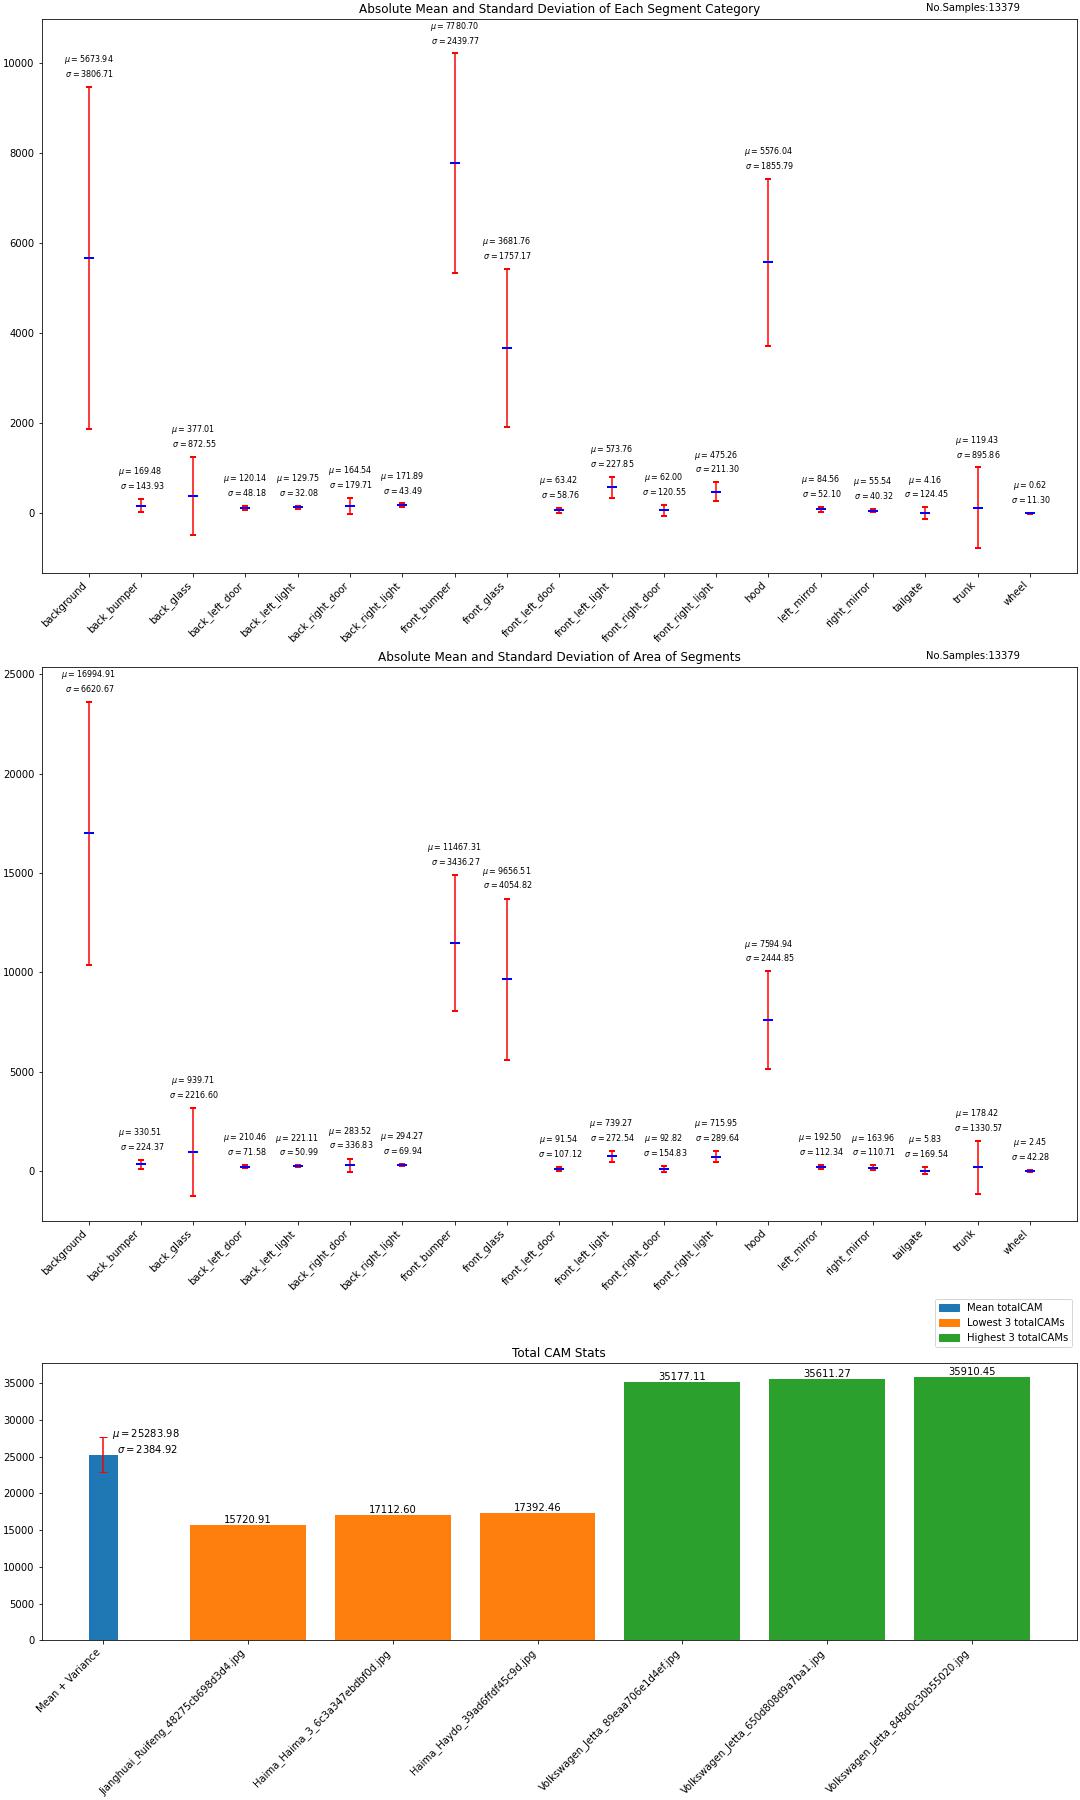 Absolute Mean and Standard Deviation of Each Segment Category
No.Samples:13379
μ = 5673.94
σ = 3806.71
μ = 169.48
σ = 143.93
μ = 377.01
σ = 872.55
μ = 120.14
σ = 48.18
μ = 129.75
σ = 32.08
μ = 164.54
σ = 179.71
μ = 171.89
σ = 43.49
μ = 7780.70
σ = 2439.77
μ = 3681.76
σ = 1757.17
μ = 63.42
σ = 58.76
μ = 573.76
σ = 227.85
μ = 62.00
σ = 120.55
μ = 475.26
σ = 211.30
μ = 5576.04
σ = 1855.79
μ = 84.56
σ = 52.10
μ = 55.54
σ = 40.32
μ = 4.16
σ = 124.45
μ = 119.43
σ = 895.86
μ = 0.62
σ = 11.30
10000
8000
6000
4000
2000
0
background
back_bumper
back_glass
back_left_door
back_left_light
back_right_door
back_right_light
front_bumper
front_glass
front_left_door
front_left_light
front_right_door
front_right_light
hood
left_mirror
right_mirror
tailgate
trunk
wheel
Absolute Mean and Standard Deviation of Area of Segments
No.Samples:13379
μ = 16994.91
σ = 6620.67
μ = 330.51
σ = 224.37
μ = 939.71
σ = 2216.60
μ = 210.46
σ = 71.58
μ = 221.11
σ = 50.99
μ = 283.52
σ = 336.83
μ = 294.27
σ = 69.94
μ = 11467.31
σ = 3436.27
μ = 9656.51
σ = 4054.82
μ = 91.54
σ = 107.12
μ = 739.27
σ = 272.54
μ = 92.82
σ = 154.83
μ = 715.95
σ = 289.64
μ = 7594.94
σ = 2444.85
μ = 192.50
σ = 112.34
μ = 163.96
σ = 110.71
μ = 5.83
σ = 169.54
μ = 178.42
σ = 1330.57
μ = 2.45
σ = 42.28
25000
20000
15000
10000
5000
0
background
back_bumper
back_glass
back_left_door
back_left_light
back_right_door
back_right_light
front_bumper
front_glass
front_left_door
front_left_light
front_right_door
front_right_light
hood
left_mirror
right_mirror
tailgate
trunk
wheel
Mean totalCAM
Lowest 3 totalCAMs
Highest 3 totalCAMs
Total CAM Stats
35000
30000
25000
20000
15000
10000
5000
0
μ = 25283.98
σ = 2384.92
15720.91
17112.60
17392.46
35177.11
35611.27
35910.45
Mean + Variance
Jianghuai_Ruifeng_48275cb698d3d4.jpg
Haima_Haima_3_6c3a347ebdbf0d.jpg
Haima_Haydo_39ad6ffdf45c9d.jpg
Volkswagen_Jetta_89eaa706e1d4ef.jpg
Volkswagen_Jetta_650d808d9a7ba1.jpg
Volkswagen_Jetta_848d0c30b55020.jpg